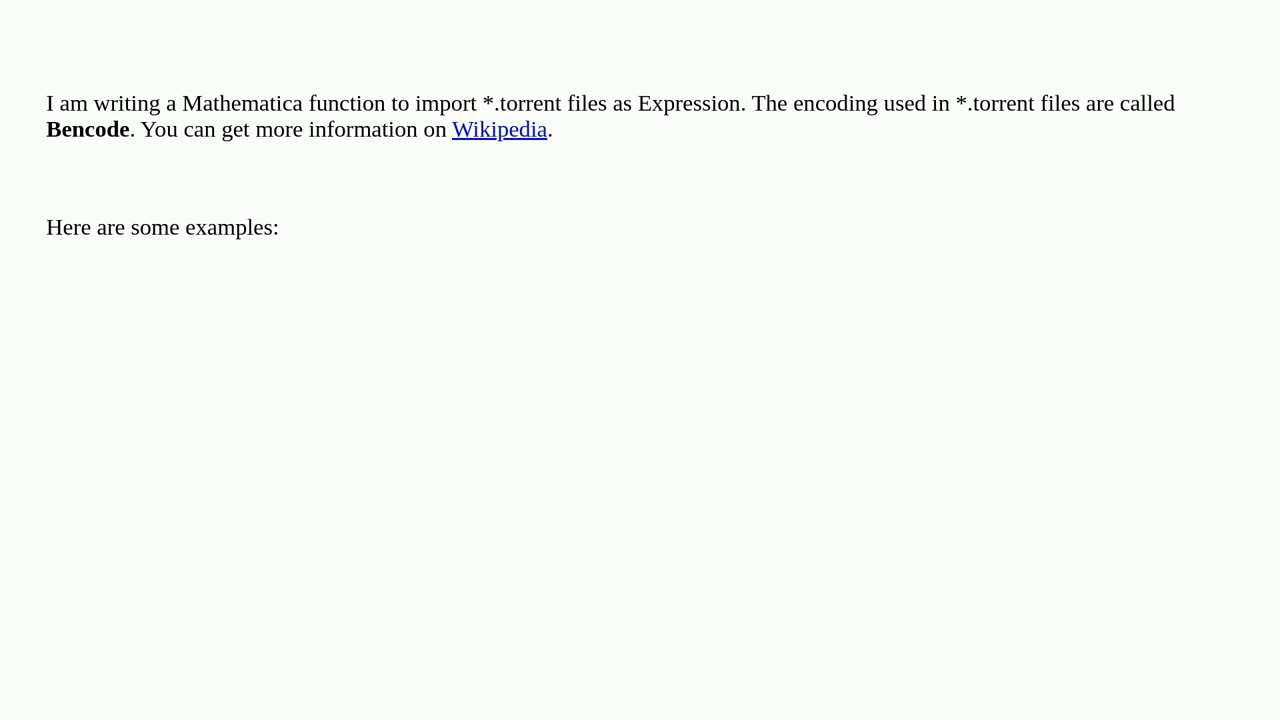 I am writing a Mathematica function to import *.torrent files as Expression. The encoding used in *.torrent files are called
Bencode. You can get more information on Wikipedia.
Here are some examples: